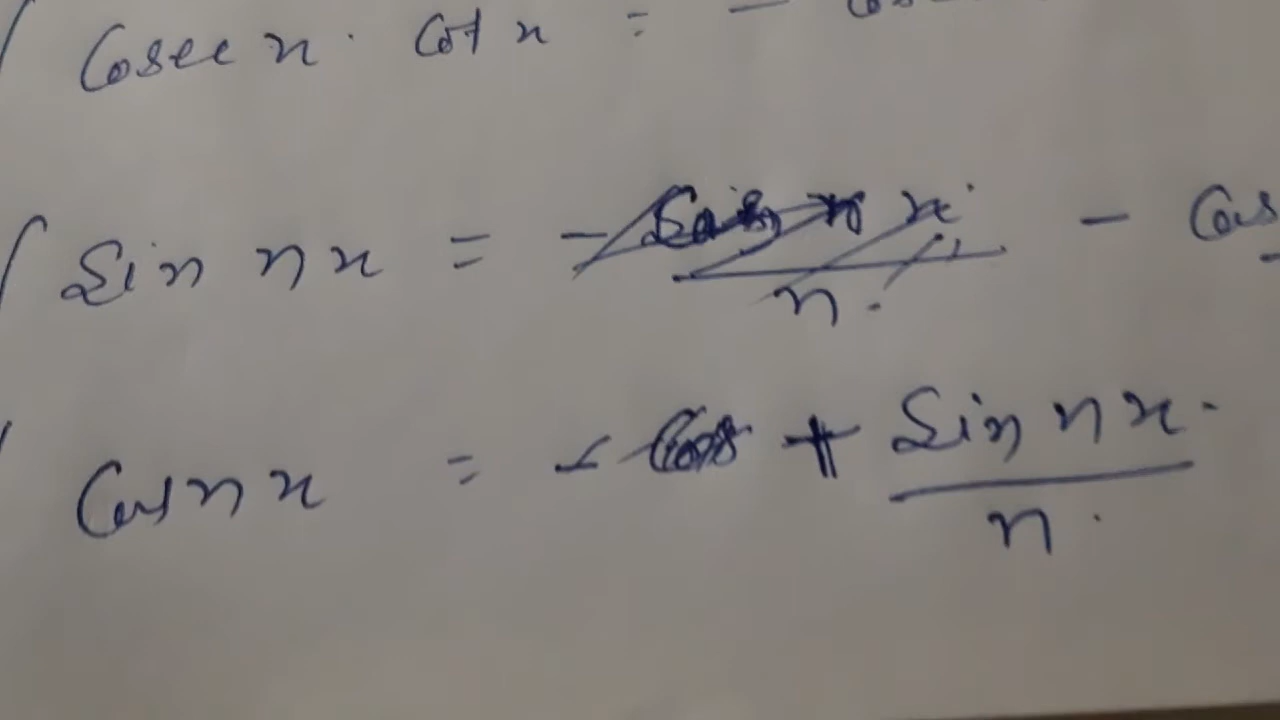 ∫ Cosec x · Cot x = -
∫ Sin nx = - Cos
∫ Cos nx = + Sin nx / n